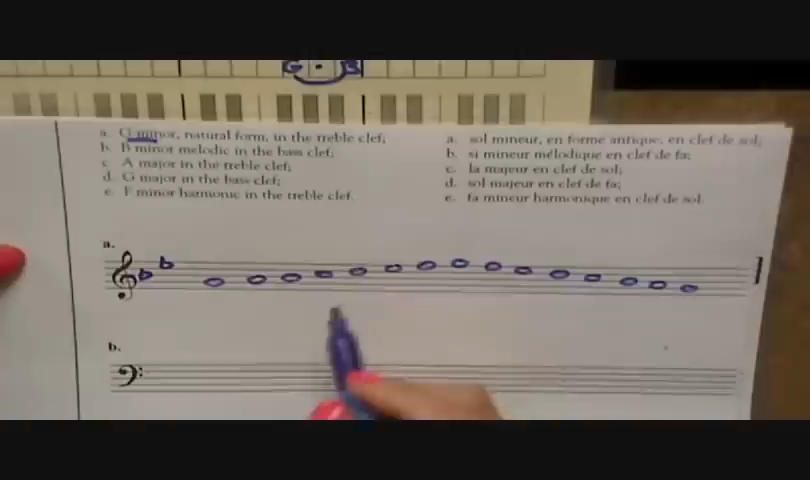 G B
a. G minor, natural form, in the treble clef;
b. B minor melodic in the bass clef;
c. A major in the treble clef;
d. G major in the bass clef;
e. F minor harmonic in the treble clef.
a. sol mineur, en forme antique, en clef de sol;
b. si mineur mélodique en clef de fa;
c. la majeur en clef de sol;
d. sol majeur en clef de fa;
e. fa mineur harmonique en clef de sol.
a.
b.